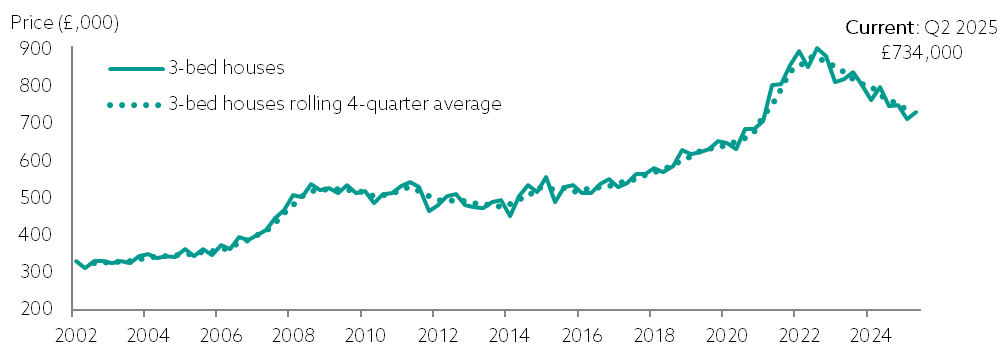 Price (£,000)
Current: Q2 2025
£734,000
3-bed houses
3-bed houses rolling 4-quarter average
900
800
700
600
500
400
300
200
2002 2004 2006 2008 2010 2012 2014 2016 2018 2020 2022 2024